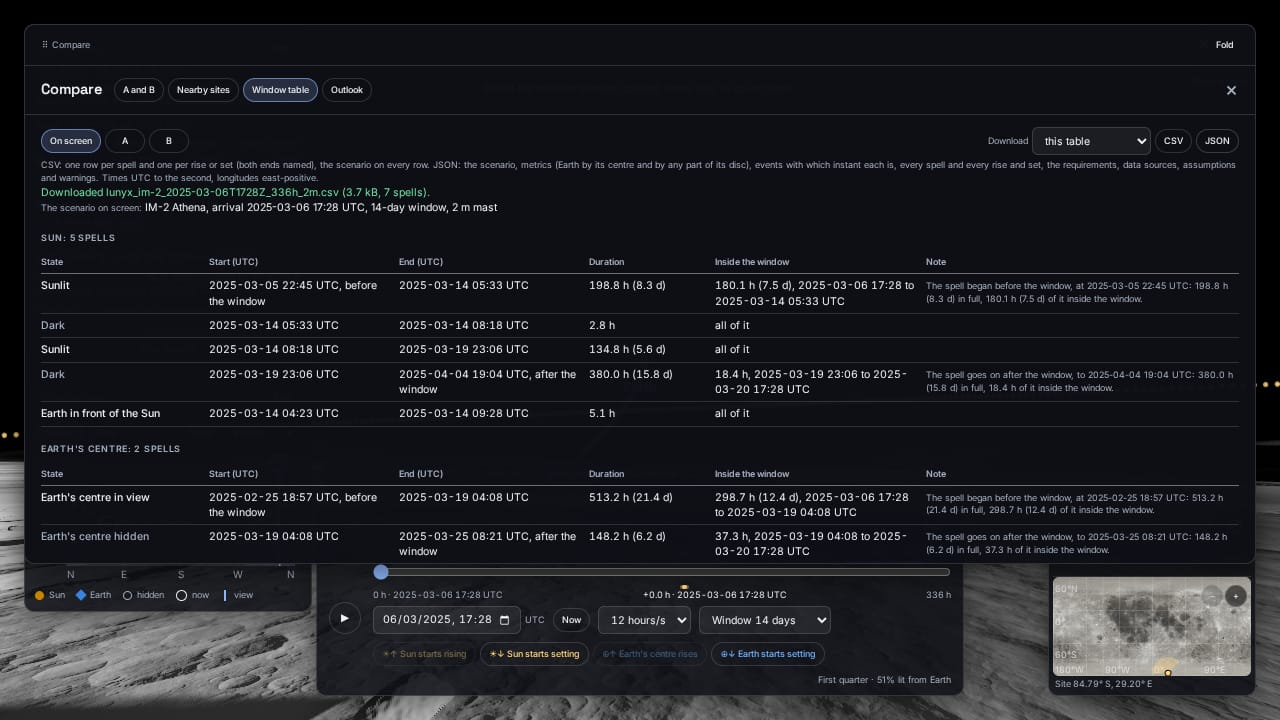 ⠿ Compare Fold
Compare A and B Nearby sites Window table Outlook ×
On screen A B Download this table CSV JSON
CSV: one row per spell and one per rise or set (both ends named), the scenario on every row. JSON: the scenario, metrics (Earth by its centre and by any part of its disc), events with which instant each is, every spell and every rise and set, the requirements, data sources, assumptions
and warnings. Times UTC to the second, longitudes east-positive.
Downloaded lunyx_im-2_2025-03-06T1728Z_336h_2m.csv (3.7 kB, 7 spells).
The scenario on screen: IM-2 Athena, arrival 2025-03-06 17:28 UTC, 14-day window, 2 m mast
SUN: 5 SPELLS
State Start (UTC) End (UTC) Duration Inside the window Note
Sunlit 2025-03-05 22:45 UTC, before 2025-03-14 05:33 UTC 198.8 h (8.3 d) 180.1 h (7.5 d), 2025-03-06 17:28 to The spell began before the window, at 2025-03-05 22:45 UTC: 198.8 h
the window 2025-03-14 05:33 UTC (8.3 d) in full, 180.1 h (7.5 d) of it inside the window.
Dark 2025-03-14 05:33 UTC 2025-03-14 08:18 UTC 2.8 h all of it
Sunlit 2025-03-14 08:18 UTC 2025-03-19 23:06 UTC 134.8 h (5.6 d) all of it
Dark 2025-03-19 23:06 UTC 2025-04-04 19:04 UTC, after the 380.0 h (15.8 d) 18.4 h, 2025-03-19 23:06 to 2025- The spell goes on after the window, to 2025-04-04 19:04 UTC: 380.0 h
window 03-20 17:28 UTC (15.8 d) in full, 18.4 h of it inside the window.
Earth in front of the Sun 2025-03-14 04:23 UTC 2025-03-14 09:28 UTC 5.1 h all of it
EARTH'S CENTRE: 2 SPELLS
State Start (UTC) End (UTC) Duration Inside the window Note
Earth's centre in view 2025-02-25 18:57 UTC, before 2025-03-19 04:08 UTC 513.2 h (21.4 d) 298.7 h (12.4 d), 2025-03-06 17:28 The spell began before the window, at 2025-02-25 18:57 UTC: 513.2 h
the window to 2025-03-19 04:08 UTC (21.4 d) in full, 298.7 h (12.4 d) of it inside the window.
Earth's centre hidden 2025-03-19 04:08 UTC 2025-03-25 08:21 UTC, after the 148.2 h (6.2 d) 37.3 h, 2025-03-19 04:08 to 2025- The spell goes on after the window, to 2025-03-25 08:21 UTC: 148.2 h
window 03-20 17:28 UTC (6.2 d) in full, 37.3 h of it inside the window.
N E S W N
Sun Earth hidden now view
0 h · 2025-03-06 17:28 UTC +0.0 h · 2025-03-06 17:28 UTC 336 h
▶ 06/03/2025, 17:28 UTC Now 12 hours/s Window 14 days
☀↑ Sun starts rising ☀↓ Sun starts setting ⊕↑ Earth's centre rises ⊕↓ Earth starts setting
First quarter · 51% lit from Earth
60°N − +
0°
60°S
180°W 90°W 0° 90°E
Site 84.79° S, 29.20° E